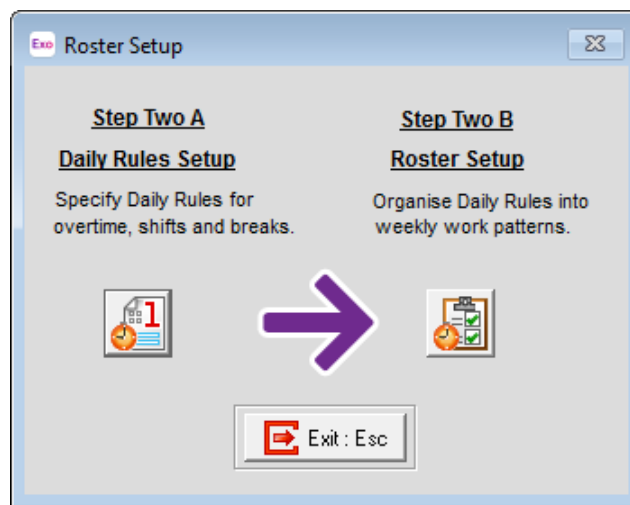 Exo Roster Setup
Step Two A
Daily Rules Setup
Specify Daily Rules for
overtime, shifts and breaks.
Step Two B
Roster Setup
Organise Daily Rules into
weekly work patterns.
1
Exit : Esc